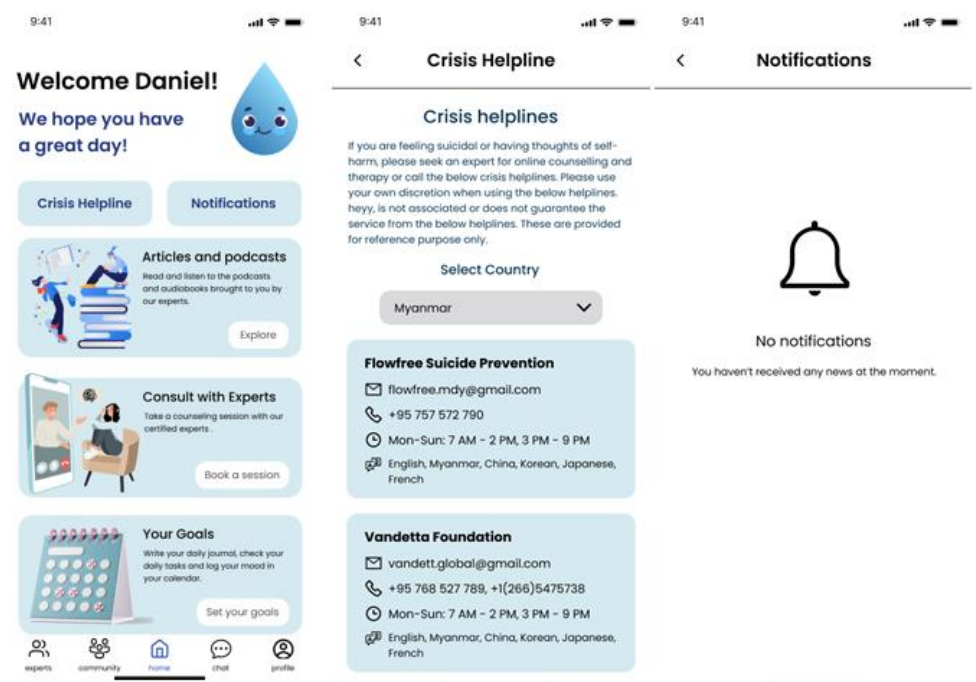 9:41
Welcome Daniel!
We hope you have
a great day!
Crisis Helpline
Notifications
Articles and podcasts
Read and listen to the podcasts
and audiobooks brought to you by
our experts.
Explore
Consult with Experts
Take a counseling session with our
certified experts .
Book a session
Your Goals
Write your daily journal, check your
daily tasks and log your mood in
your calendar.
Set your goals
experts
community
home
chat
profile
9:41
Crisis Helpline
Crisis helplines
If you are feeling suicidal or having thoughts of self-
harm, please seek an expert for online counselling and
therapy or call the below crisis helplines. Please use
your own discretion when using the below helplines.
heyy, is not associated or does not guarantee the
service from the below helplines. These are provided
for reference purpose only.
Select Country
Myanmar
Flowfree Suicide Prevention
flowfree.mdy@gmail.com
+95 757 572 790
Mon-Sun: 7 AM - 2 PM, 3 PM - 9 PM
English, Myanmar, China, Korean, Japanese,
French
Vandetta Foundation
vandett.global@gmail.com
+95 768 527 789, +1(266)5475738
Mon-Sun: 7 AM - 2 PM, 3 PM - 9 PM
English, Myanmar, China, Korean, Japanese,
French
9:41
Notifications
No notifications
You haven't received any news at the moment.